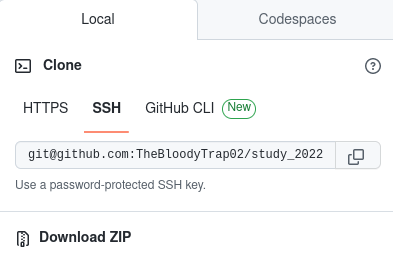 Local Codespaces
Clone
HTTPS SSH GitHub CLI New
git@github.com:TheBloodyTrap02/study_2022
Use a password-protected SSH key.
Download ZIP